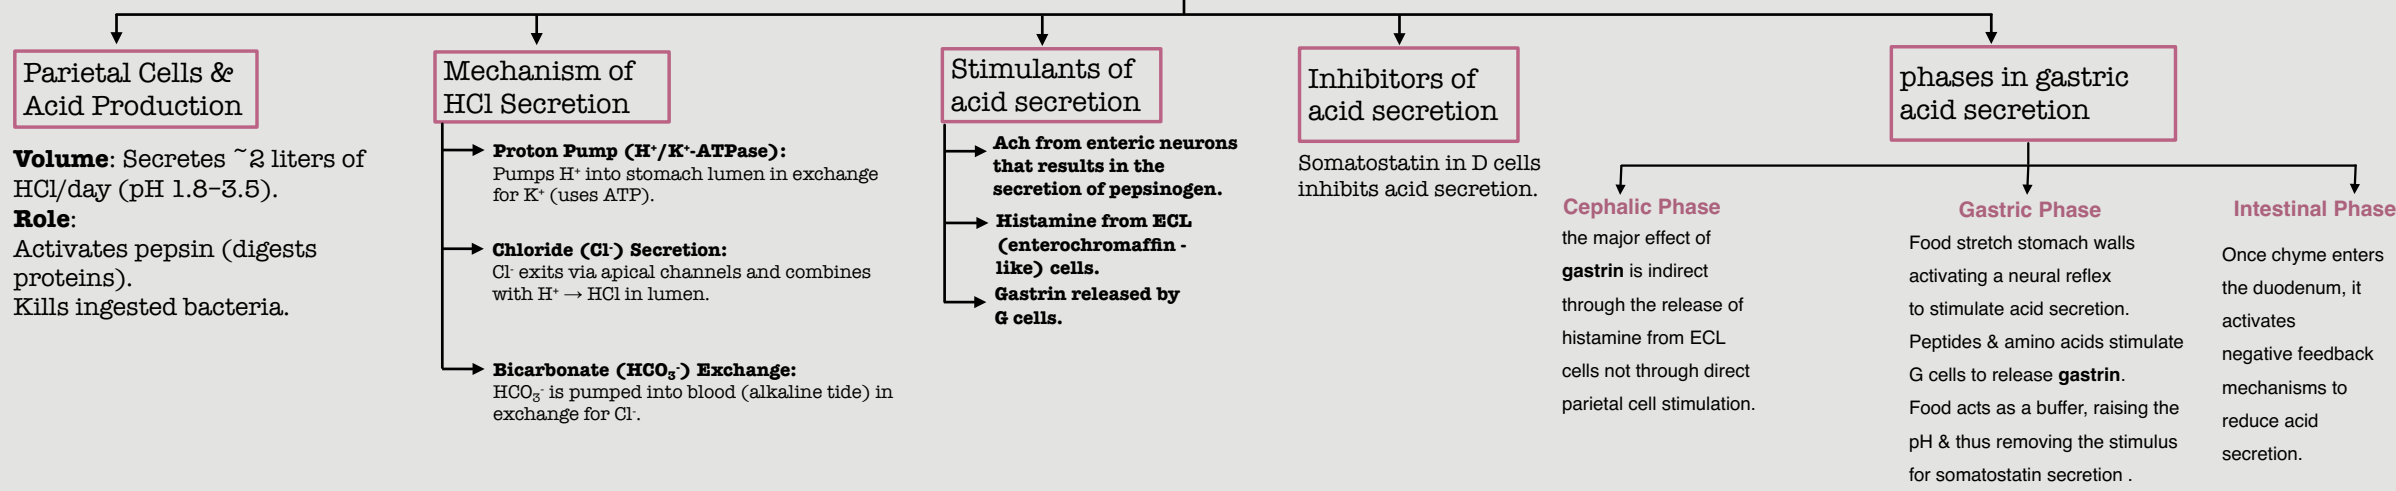 Parietal Cells &
Acid Production
Volume: Secretes ~2 liters of
HCl/day (pH 1.8–3.5).
Role:
Activates pepsin (digests
proteins).
Kills ingested bacteria.
Mechanism of
HCl Secretion
Proton Pump (H⁺/K⁺-ATPase):
Pumps H⁺ into stomach lumen in exchange
for K⁺ (uses ATP).
Chloride (Cl⁻) Secretion:
Cl⁻ exits via apical channels and combines
with H⁺ → HCl in lumen.
Bicarbonate (HCO₃⁻) Exchange:
HCO₃⁻ is pumped into blood (alkaline tide) in
exchange for Cl⁻.
Stimulants of
acid secretion
Ach from enteric neurons
that results in the
secretion of pepsinogen.
Histamine from ECL
(enterochromaffin -
like) cells.
Gastrin released by
G cells.
Inhibitors of
acid secretion
Somatostatin in D cells
inhibits acid secretion.
phases in gastric
acid secretion
Cephalic Phase
the major effect of
gastrin is indirect
through the release of
histamine from ECL
cells not through direct
parietal cell stimulation.
Gastric Phase
Food stretch stomach walls
activating a neural reflex
to stimulate acid secretion.
Peptides & amino acids stimulate
G cells to release gastrin.
Food acts as a buffer, raising the
pH & thus removing the stimulus
for somatostatin secretion .
Intestinal Phase
Once chyme enters
the duodenum, it
activates
negative feedback
mechanisms to
reduce acid
secretion.